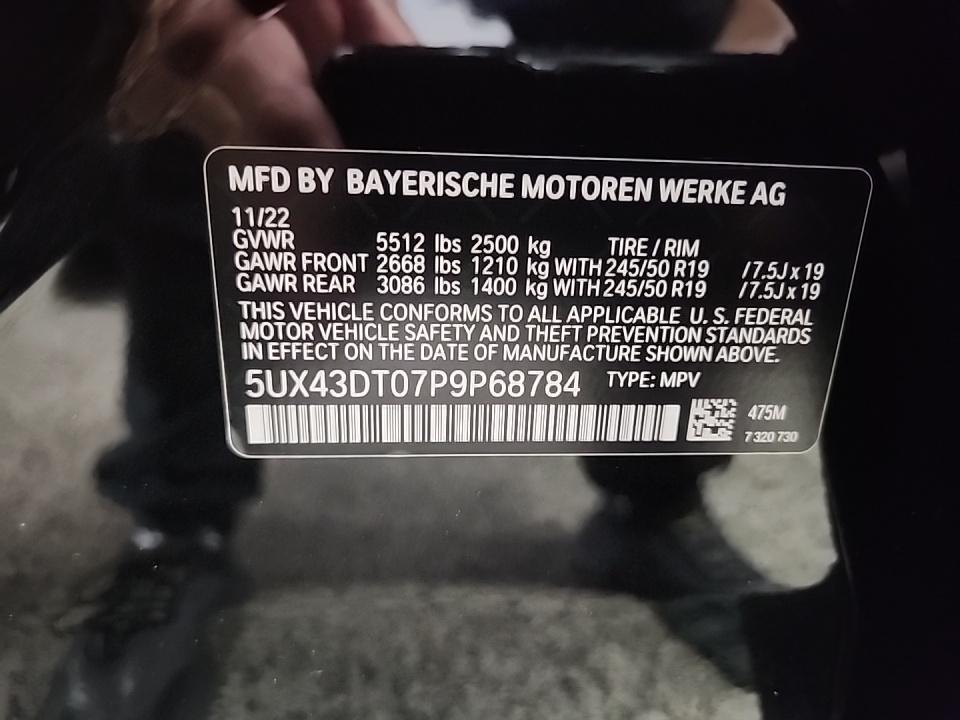 MFD BY BAYERISCHE MOTOREN WERKE AG
11/22
GVWR 5512 lbs 2500 kg TIRE / RIM
GAWR FRONT 2668 lbs 1210 kg WITH 245/50 R19 /7.5J x 19
GAWR REAR 3086 lbs 1400 kg WITH 245/50 R19 /7.5J x 19
THIS VEHICLE CONFORMS TO ALL APPLICABLE U. S. FEDERAL
MOTOR VEHICLE SAFETY AND THEFT PREVENTION STANDARDS
IN EFFECT ON THE DATE OF MANUFACTURE SHOWN ABOVE.
5UX43DT07P9P68784 TYPE: MPV
475M
7 320 730